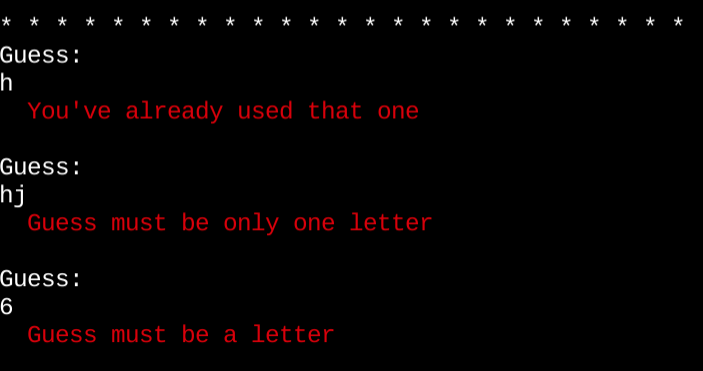 * * * * * * * * * * * * * * * * * * * * * * * * *
Guess:
h
You've already used that one
Guess:
hj
Guess must be only one letter
Guess:
6
Guess must be a letter